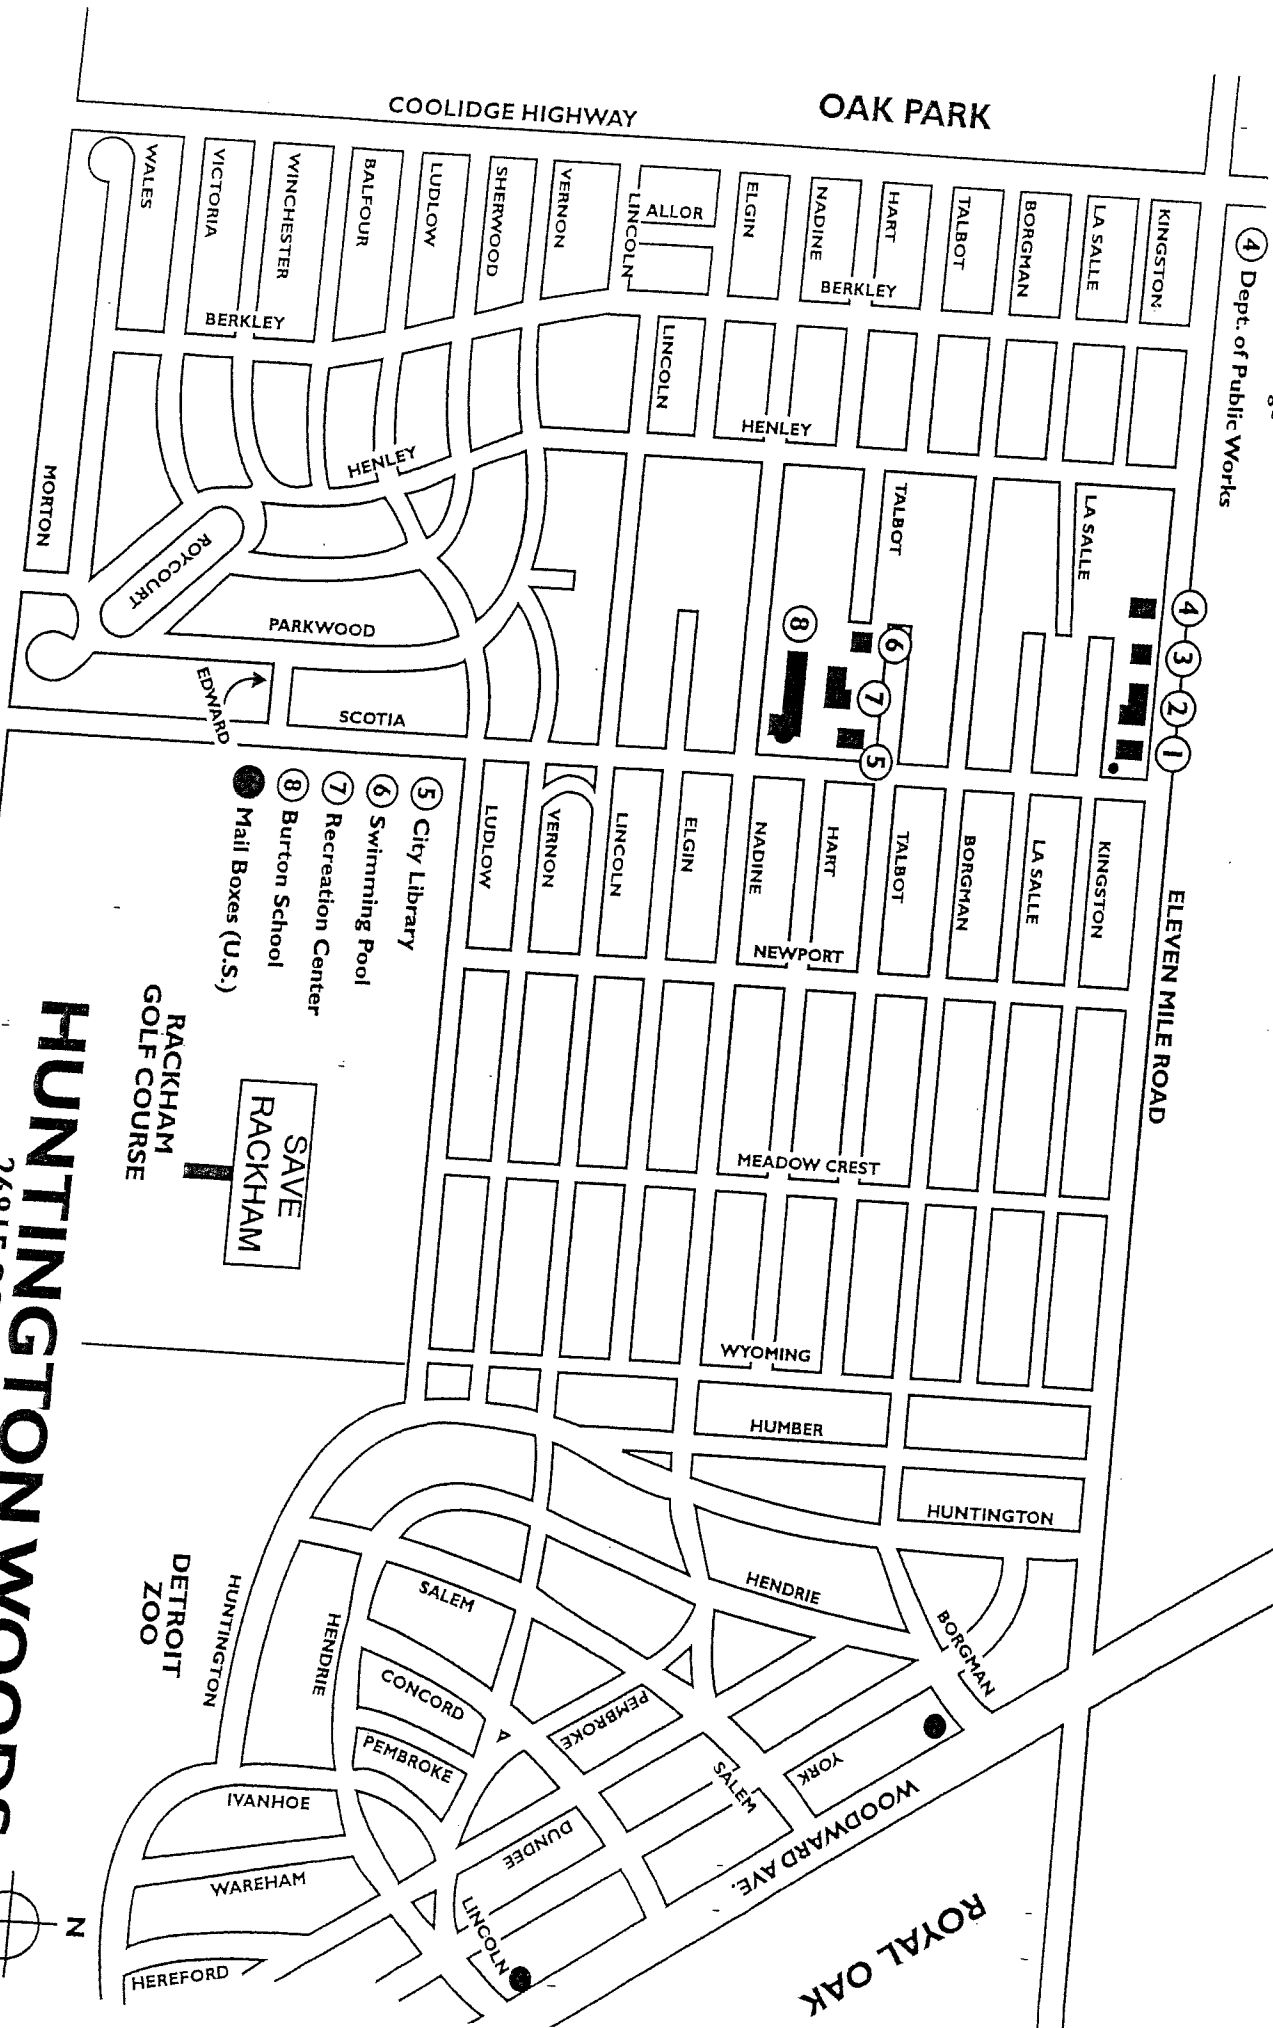 OAK PARK
COOLIDGE HIGHWAY
④ Dept. of Public Works
KINGSTON
LA SALLE
BORGMAN
TALBOT
HART
NADINE
ELGIN
ALLOR
LINCOLN
VERNON
SHERWOOD
LUDLOW
BALFOUR
WINCHESTER
VICTORIA
WALES
BERKLEY
BERKLEY
LINCOLN
HENLEY
HENLEY
LA SALLE
TALBOT
MORTON
ROYCOURT
PARKWOOD
EDWARD
SCOTIA
④
③
②
①
⑧
⑥
⑦
⑤
ELEVEN MILE ROAD
KINGSTON
LA SALLE
BORGMAN
TALBOT
HART
NADINE
ELGIN
LINCOLN
VERNON
LUDLOW
NEWPORT
⑤ City Library
⑥ Swimming Pool
⑦ Recreation Center
⑧ Burton School
Mail Boxes (U.S.)
RACKHAM
GOLF COURSE
SAVE
RACKHAM
MEADOW CREST
WYOMING
HUMBER
HUNTINGTON
HENDRIE
BORGMAN
SALEM
CONCORD
PEMBROKE
PEMBROKE
YORK
SALEM
WOODWARD AVE.
DUNDEE
LINCOLN
HENDRIE
HUNTINGTON
DETROIT
ZOO
IVANHOE
WAREHAM
HEREFORD
ROYAL OAK
HUNTINGTON WOODS
N